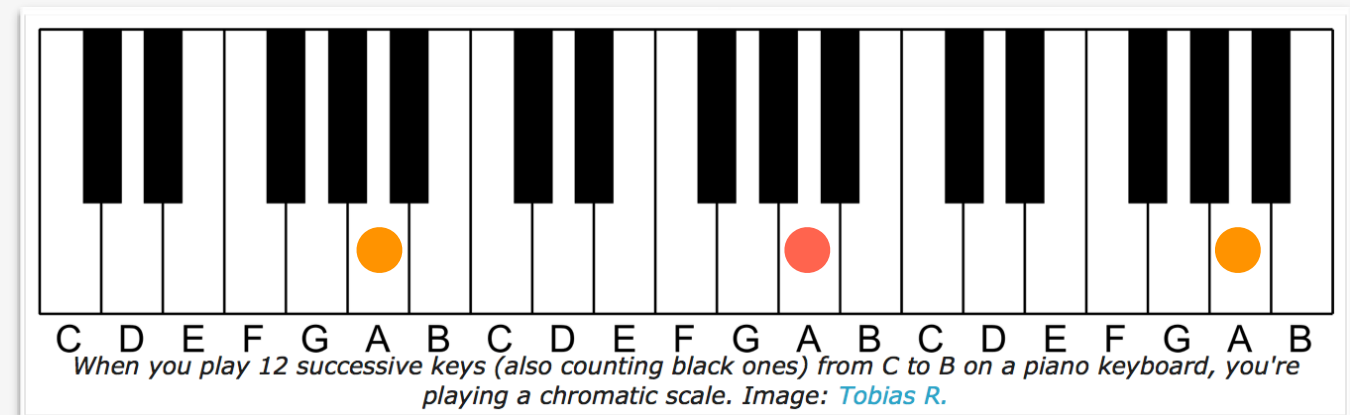 C D E F G A B C D E F G A B C D E F G A B
When you play 12 successive keys (also counting black ones) from C to B on a piano keyboard, you're
playing a chromatic scale. Image: Tobias R.